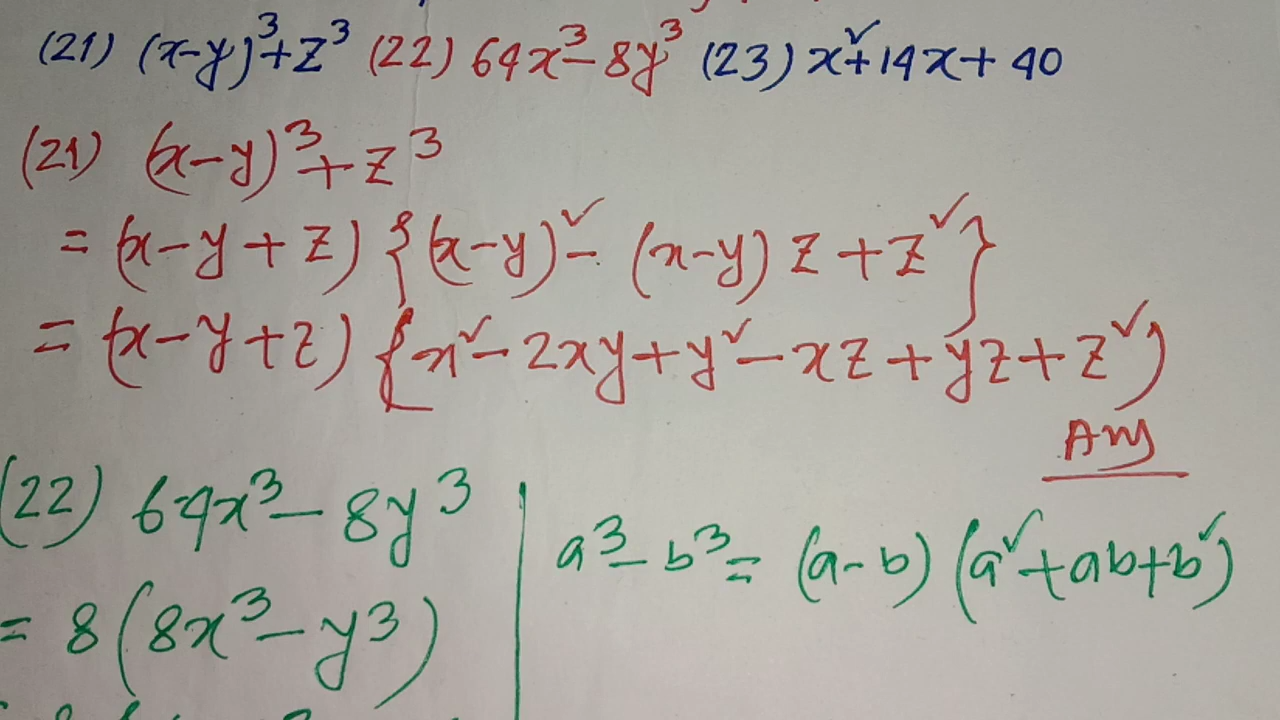 (21) (x-y)³+z³ (22) 64x³-8y³ (23) x²+14x+40
(21) (x-y)³+z³
= (x-y+z) {(x-y)²- (x-y) z+z²}
= (x-y+z) {x²-2xy+y²-xz+yz+z²)
Ans
(22) 64x³-8y³
= 8(8x³-y³)
a³-b³= (a-b) (a²+ab+b²)